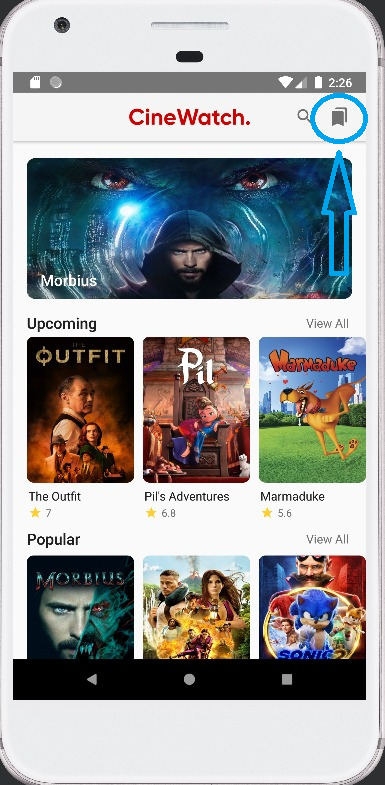 2:26
CineWatch.
Morbius
Upcoming
View All
THE
OUTFIT
Pil
Marmaduke
The Outfit
Pil's Adventures
Marmaduke
7
6.8
5.6
Popular
View All
MORBIUS
SONIC